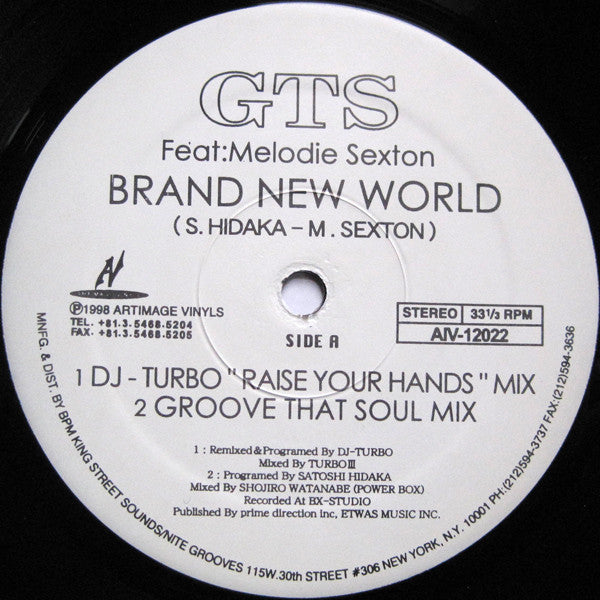 GTS
Feat:Melodie Sexton
BRAND NEW WORLD
( S. HIDAKA – M . SEXTON )
℗1998 ARTIMAGE VINYLS
TEL. +81.3.5468-5204
FAX. +81.3.5468-5205
SIDE A
STEREO 33 1/3 RPM
AIV-12022
1 DJ - TURBO " RAISE YOUR HANDS " MIX
2 GROOVE THAT SOUL MIX
1 : Remixed&Programed By DJ-TURBO
Mixed By TURBOⅢ
2 : Programed By SATOSHI HIDAKA
Mixed By SHOJIRO WATANABE (POWER BOX)
Recorded At BX-STUDIO
Published By prime direction inc, ETWAS MUSIC INC.
MNFG. & DIST. BY BPM KING STREET SOUNDS/NITE GROOVES 115W.30th STREET #306 NEW YORK, N.Y. 10001 PH:(212)594-3737 FAX:(212)594-3636